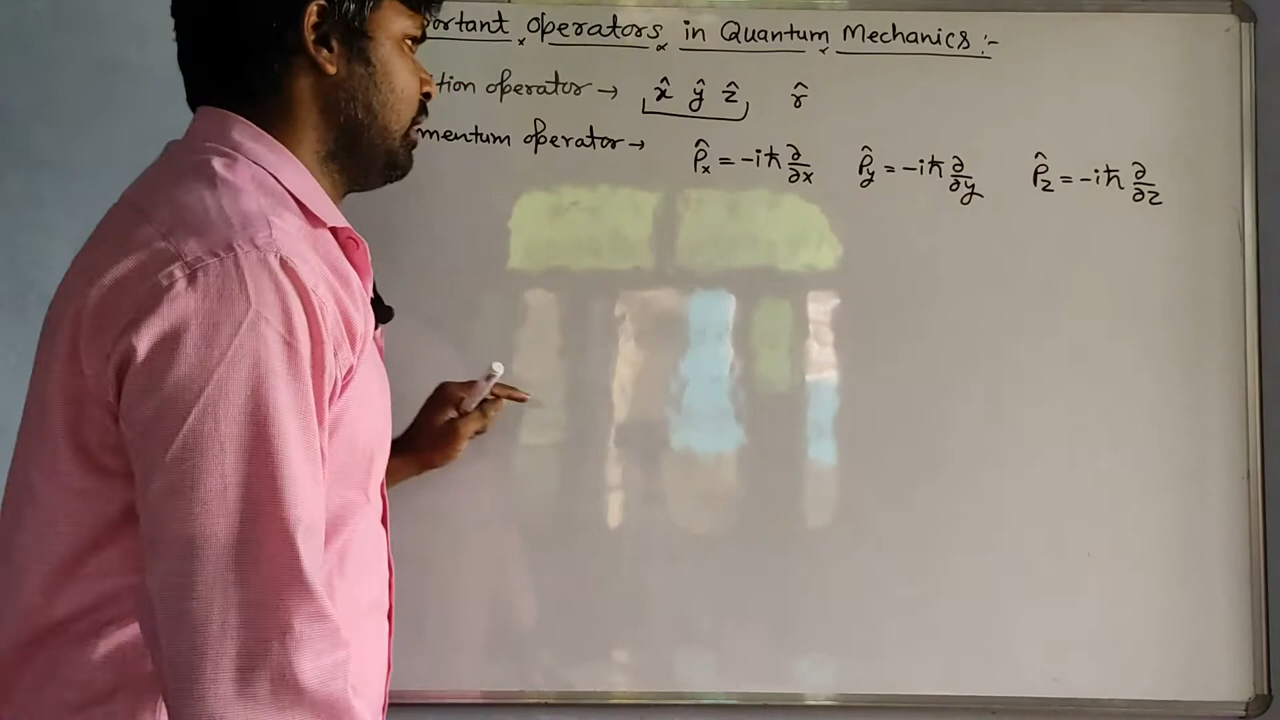 ortant operators in Quantum Mechanics :-
tion operator → x̂ ŷ ẑ r̂
mentum operator → P̂x = -iħ ∂/∂x P̂y = -iħ ∂/∂y P̂z = -iħ ∂/∂z